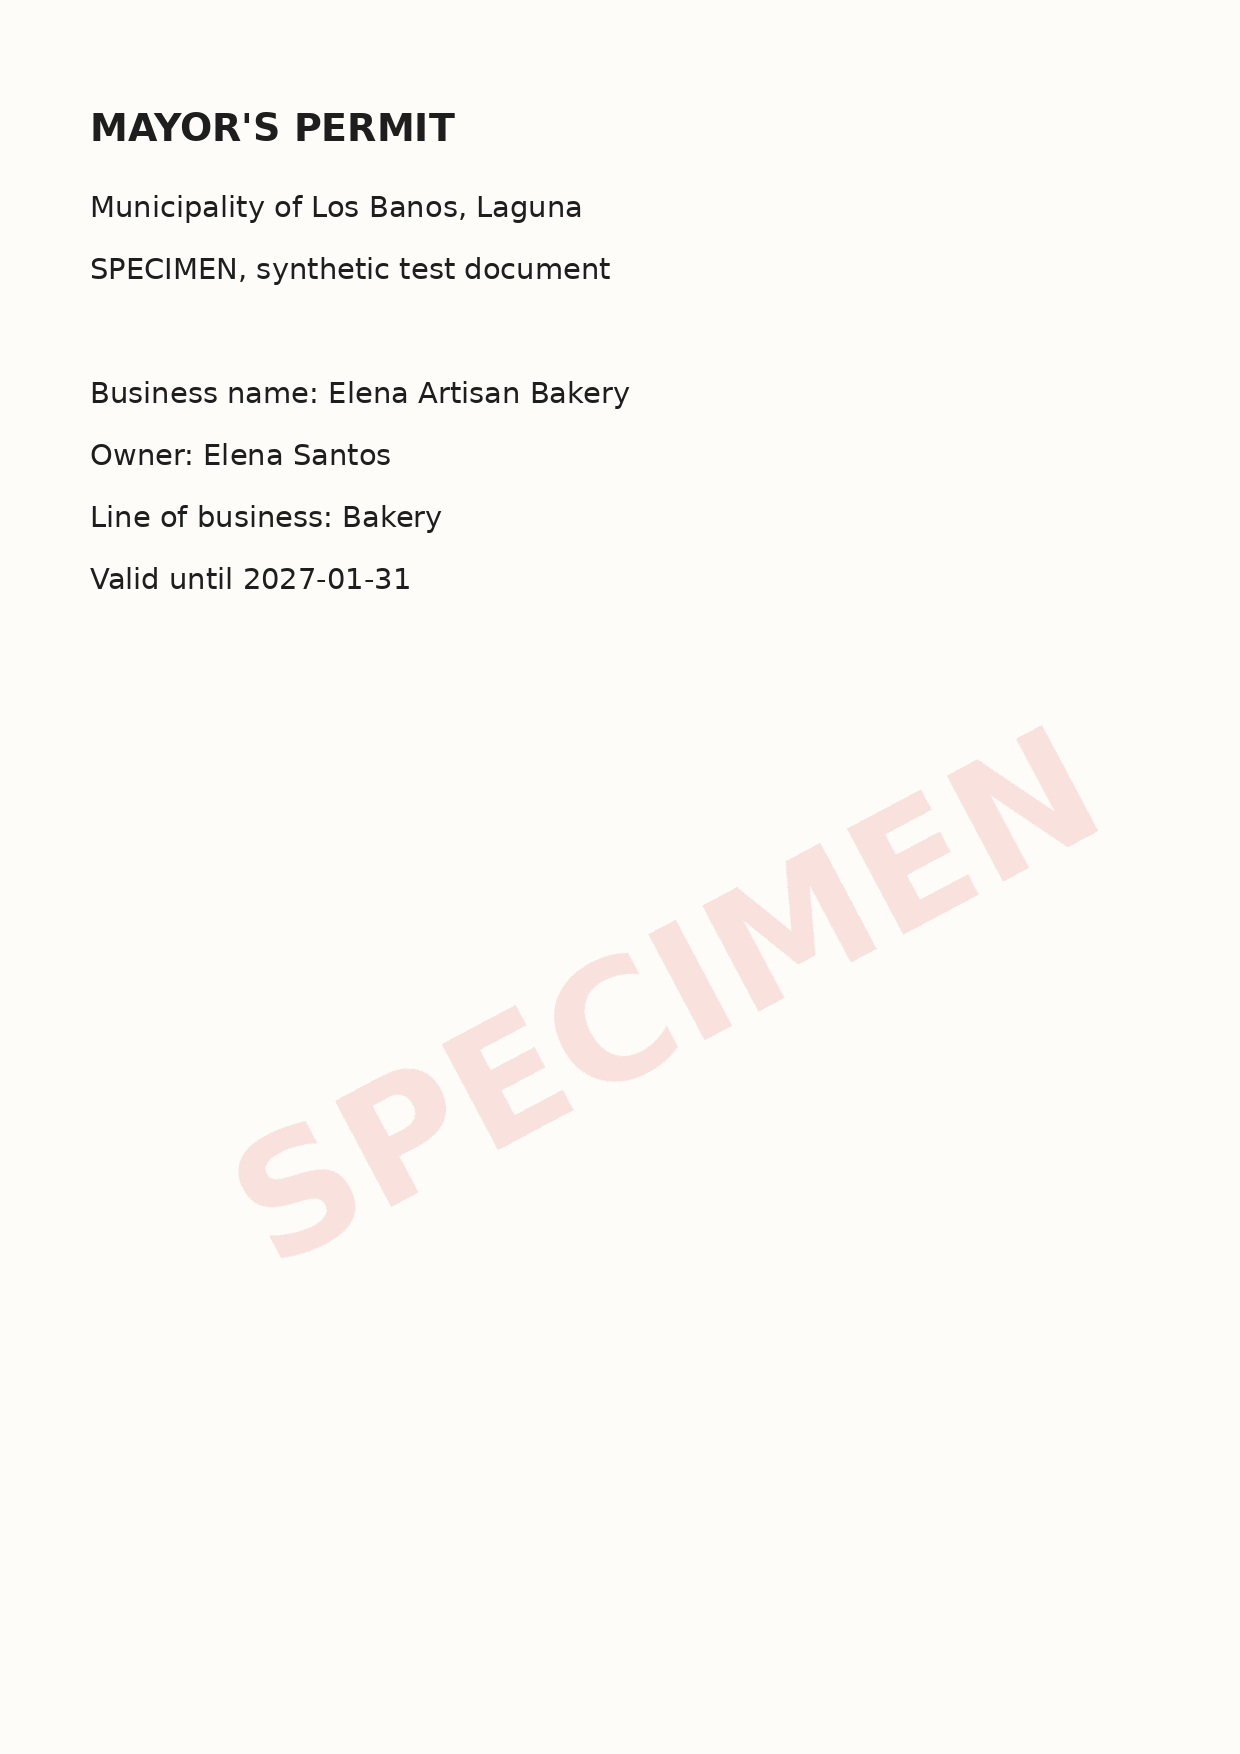 MAYOR'S PERMIT
Municipality of Los Banos, Laguna
SPECIMEN, synthetic test document
Business name: Elena Artisan Bakery
Owner: Elena Santos
Line of business: Bakery
Valid until 2027-01-31
SPECIMEN